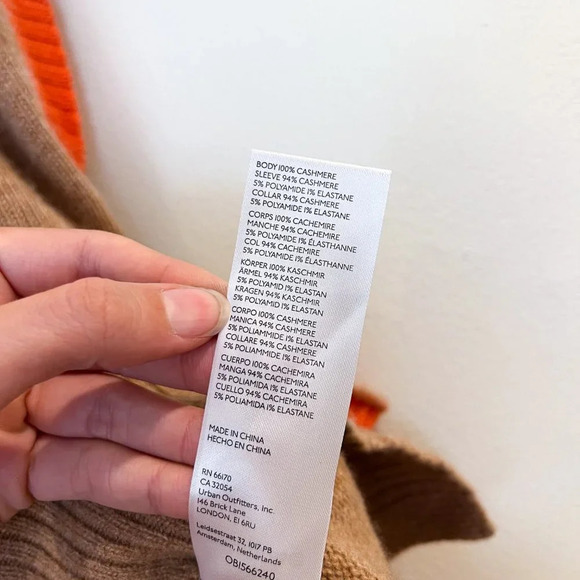 BODY 100% CASHMERE
SLEEVE 94% CASHMERE
5% POLYAMIDE 1% ELASTANE
COLLAR 94% CASHMERE
5% POLYAMIDE 1% ELASTANE
CORPS 100% CACHEMIRE
MANCHE 94% CACHEMIRE
5% POLYAMIDE 1% ÉLASTHANNE
COL 94% CACHEMIRE
5% POLYAMIDE 1% ÉLASTHANNE
KÖRPER 100% KASCHMIR
ÄRMEL 94% KASCHMIR
5% POLYAMID 1% ELASTAN
KRAGEN 94% KASCHMIR
5% POLYAMID 1% ELASTAN
CORPO 100% CASHMERE
MANICA 94% CASHMERE
5% POLIAMMIDE 1% ELASTAN
COLLARE 94% CASHMERE
5% POLIAMMIDE 1% ELASTAN
CUERPO 100% CACHEMIRA
MANGA 94% CACHEMIRA
5% POLIAMIDA 1% ELASTANE
CUELLO 94% CACHEMIRA
5% POLIAMIDA 1% ELASTANE
MADE IN CHINA
HECHO EN CHINA
RN 66170
CA 32054
Urban Outfitters, Inc.
146 Brick Lane
LONDON, E1 6RU
Leidsestraat 32, 1017 PB
Amsterdam, Netherlands
OB1566240